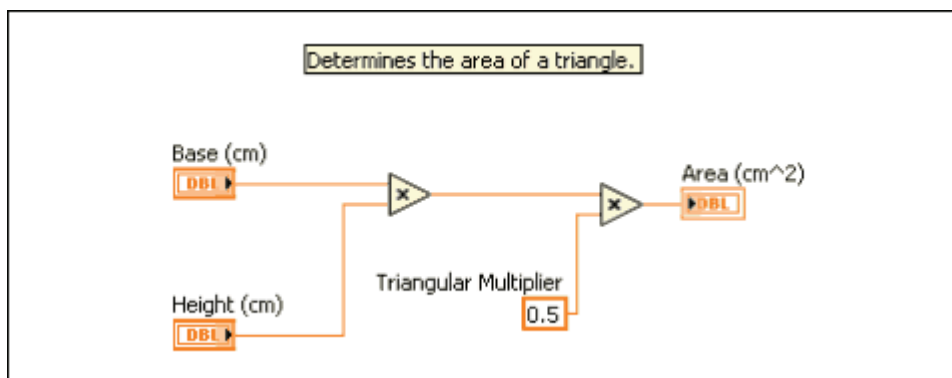 Determines the area of a triangle.
Base (cm)
DBL
×
×
Area (cm^2)
DBL
Triangular Multiplier
0.5
Height (cm)
DBL